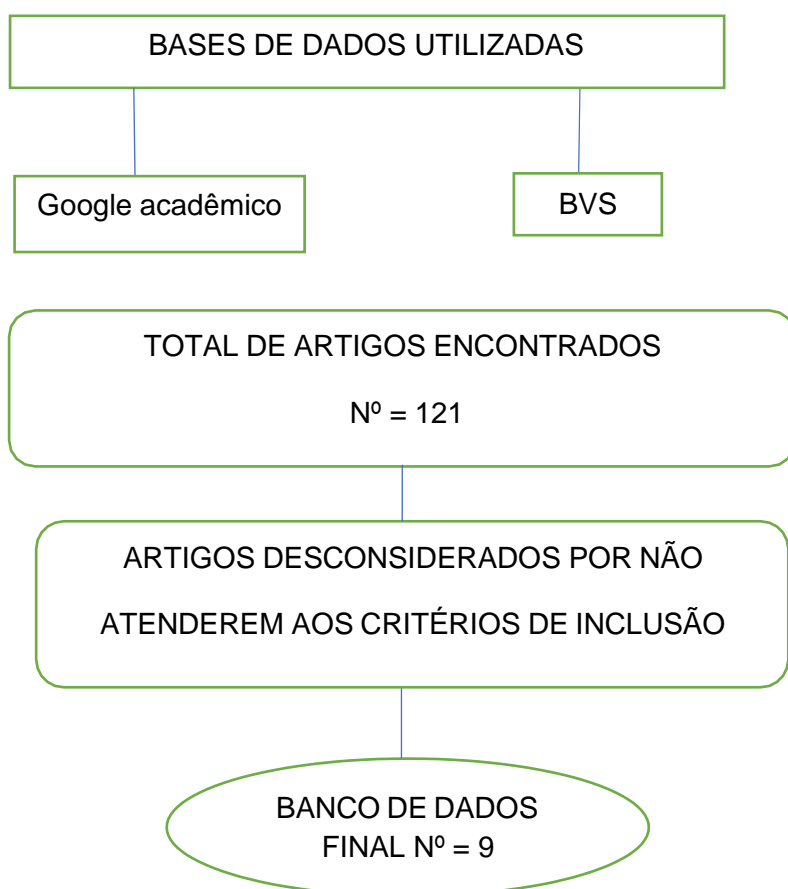 BASES DE DADOS UTILIZADAS
Google acadêmico
BVS
TOTAL DE ARTIGOS ENCONTRADOS
Nº = 121
ARTIGOS DESCONSIDERADOS POR NÃO
ATENDEREM AOS CRITÉRIOS DE INCLUSÃO
BANCO DE DADOS
FINAL Nº = 9